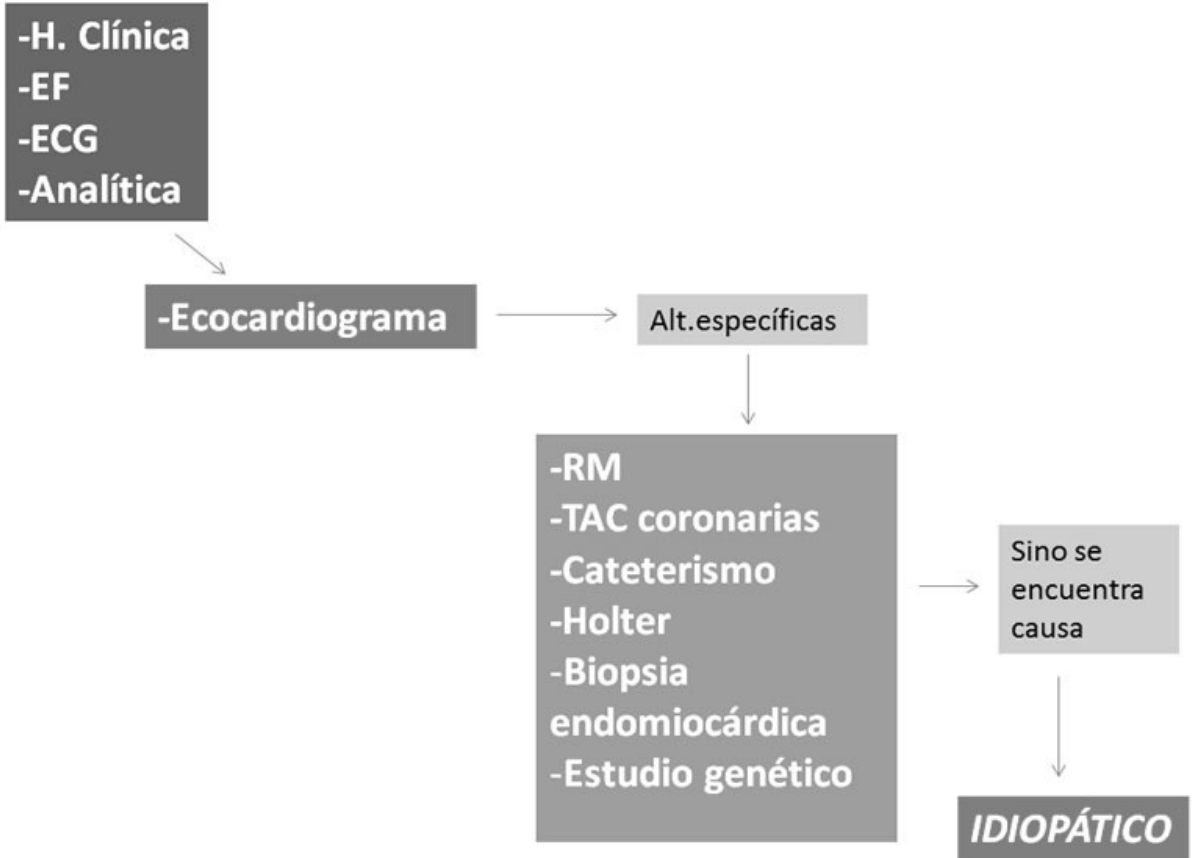 -H. Clínica
-EF
-ECG
-Analítica
-Ecocardiograma
Alt.específicas
-RM
-TAC coronarias
-Cateterismo
-Holter
-Biopsia
endomiocárdica
-Estudio genético
Sino se
encuentra
causa
IDIOPÁTICO